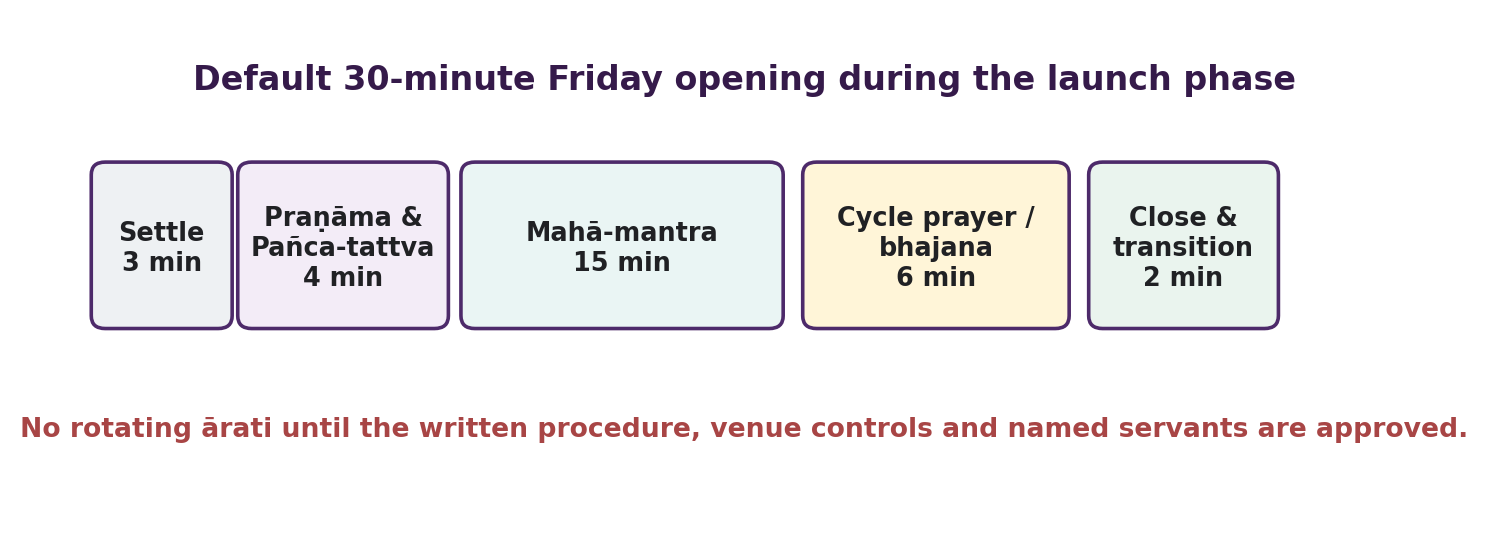 Default 30-minute Friday opening during the launch phase
Settle
3 min
Praṇāma &
Pañca-tattva
4 min
Mahā-mantra
15 min
Cycle prayer /
bhajana
6 min
Close &
transition
2 min
No rotating ārati until the written procedure, venue controls and named servants are approved.